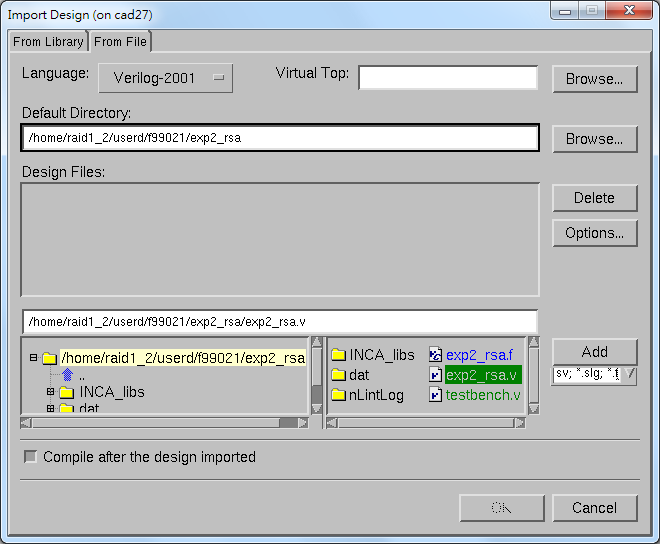 Import Design (on cad27)
From Library From File
Language: Verilog-2001 Virtual Top: Browse...
Default Directory:
/home/raid1_2/userd/f99021/exp2_rsa Browse...
Design Files:
Delete
Options...
/home/raid1_2/userd/f99021/exp2_rsa/exp2_rsa.v
/home/raid1_2/userd/f99021/exp2_rsa
..
INCA_libs
dat
INCA_libs exp2_rsa.f
dat exp2_rsa.v
nLintLog testbench.v
Add
sv; *.slg; *.f
Compile after the design imported
OK Cancel